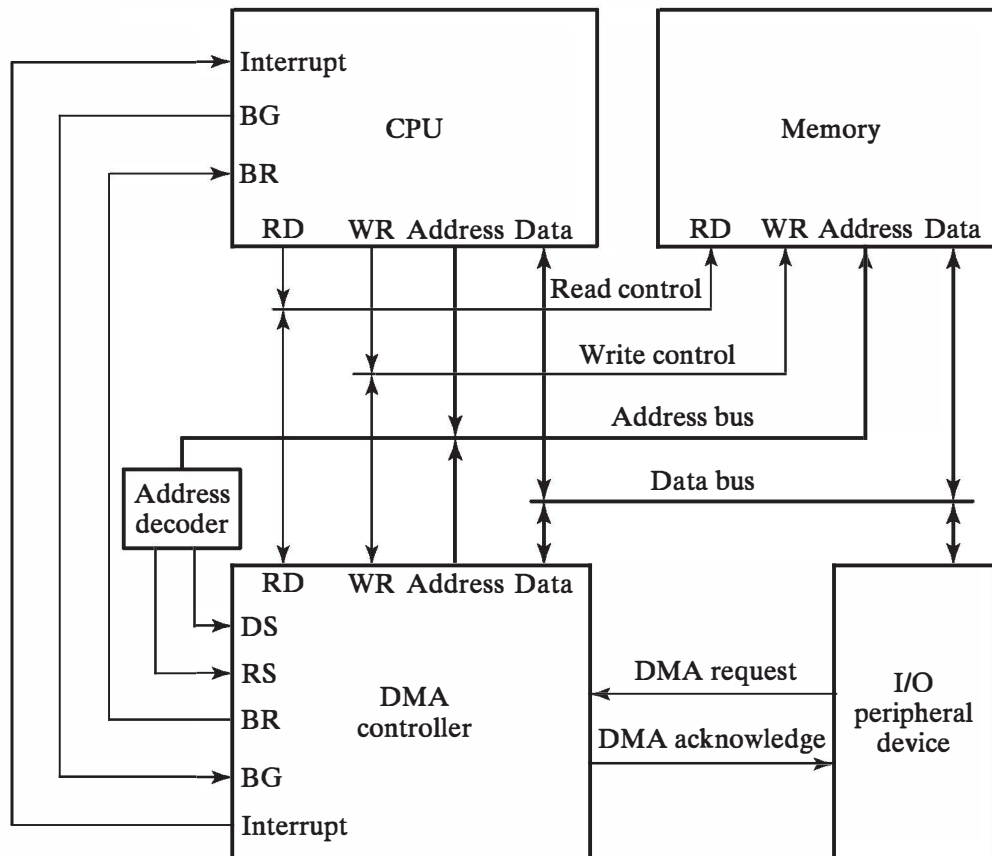 Interrupt
BG
CPU
Memory
BR
RD WR Address Data
RD WR Address Data
Read control
Write control
Address bus
Data bus
Address
decoder
RD WR Address Data
DS
RS
DMA
controller
BR
BG
Interrupt
DMA request
DMA acknowledge
I/O
peripheral
device